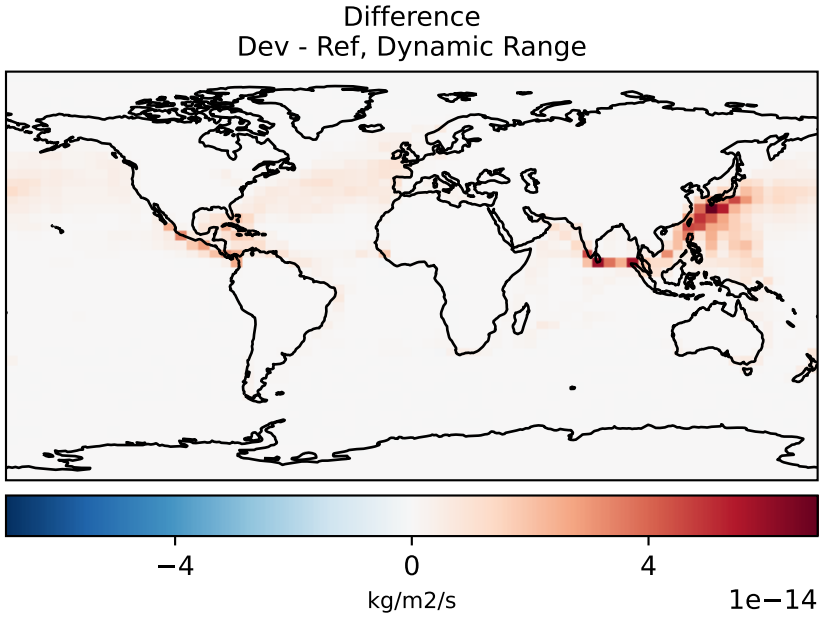 Difference
Dev - Ref, Dynamic Range
−4
0
4
kg/m2/s
1e−14